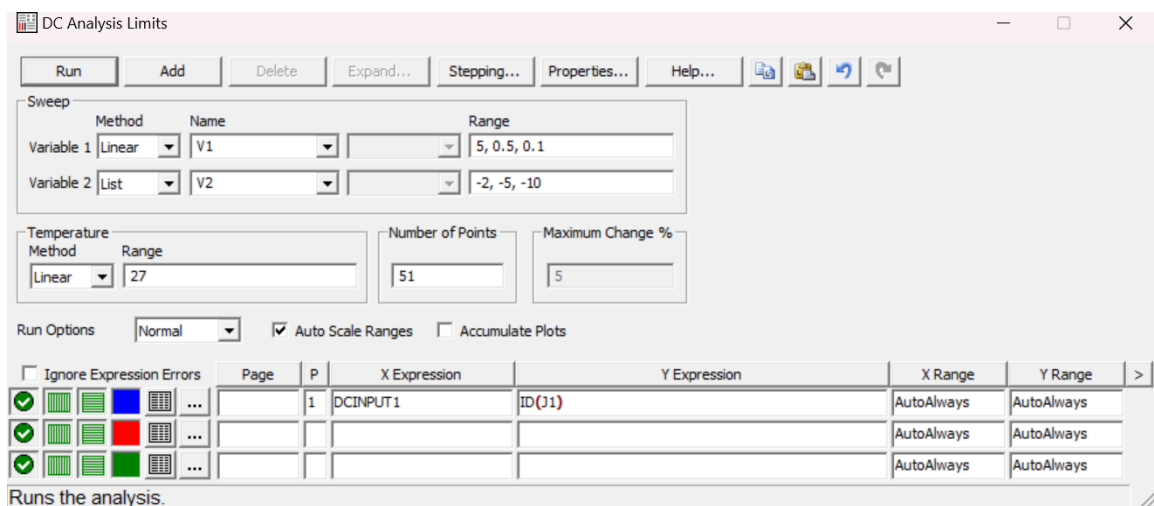 DC Analysis Limits
Run Add Delete Expand... Stepping... Properties... Help...
Sweep
Method Name Range
Variable 1 Linear V1 5, 0.5, 0.1
Variable 2 List V2 -2, -5, -10
Temperature Number of Points Maximum Change %
Method Range
Linear 27 51 5
Run Options Normal Auto Scale Ranges Accumulate Plots
Ignore Expression Errors Page P X Expression Y Expression X Range Y Range >
... 1 DCINPUT1 ID(J1) AutoAlways AutoAlways
... AutoAlways AutoAlways
... AutoAlways AutoAlways
Runs the analysis.